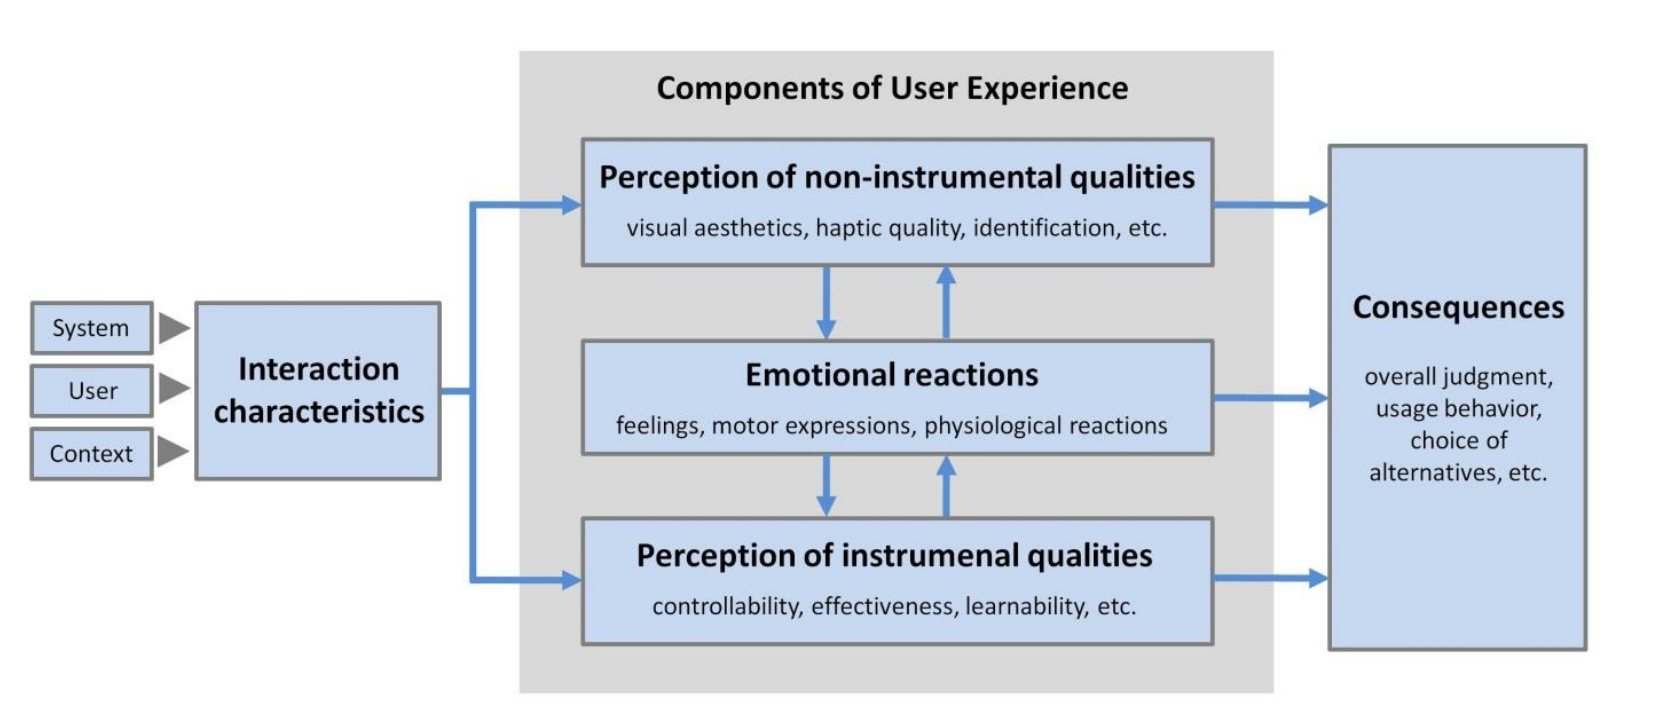 Components of User Experience
Perception of non-instrumental qualities
visual aesthetics, haptic quality, identification, etc.
System
User
Context
Interaction
characteristics
Emotional reactions
feelings, motor expressions, physiological reactions
Perception of instrumenal qualities
controllability, effectiveness, learnability, etc.
Consequences
overall judgment,
usage behavior,
choice of
alternatives, etc.